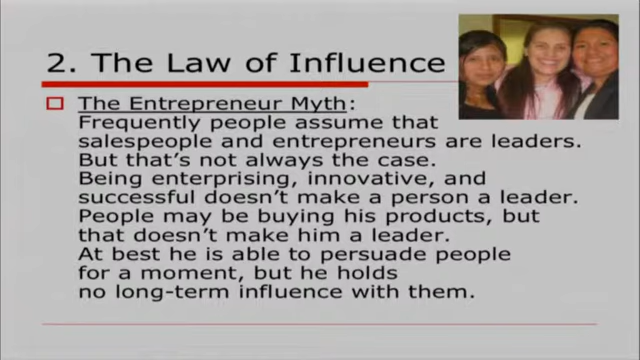 2. The Law of Influence
The Entrepreneur Myth:
Frequently people assume that
salespeople and entrepreneurs are leaders.
But that's not always the case.
Being enterprising, innovative, and
successful doesn't make a person a leader.
People may be buying his products, but
that doesn't make him a leader.
At best he is able to persuade people
for a moment, but he holds
no long-term influence with them.